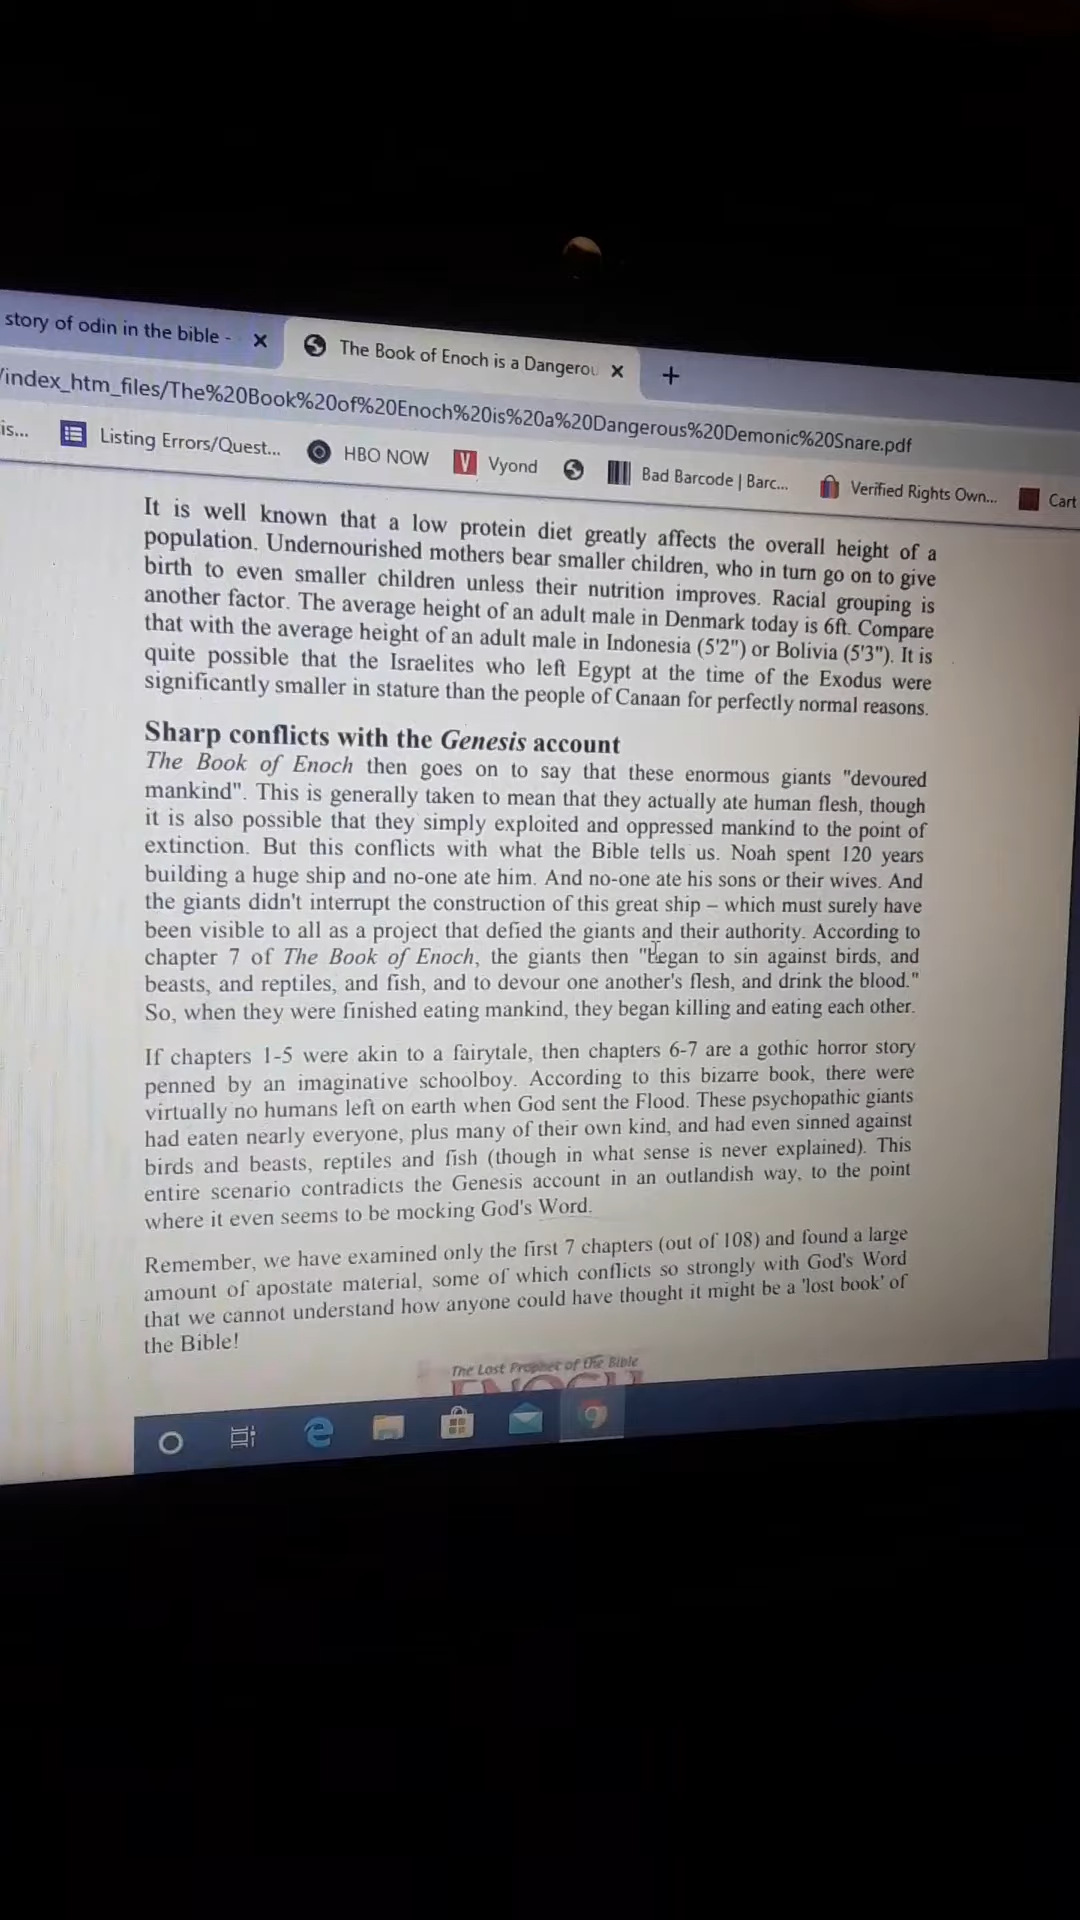 story of odin in the bible -
The Book of Enoch is a Dangerou
/index_htm_files/The%20Book%20of%20Enoch%20is%20a%20Dangerous%20Demonic%20Snare.pdf
is...
Listing Errors/Quest...
HBO NOW
Vyond
Bad Barcode | Barc...
Verified Rights Own...
Cart
It is well known that a low protein diet greatly affects the overall height of a
population. Undernourished mothers bear smaller children, who in turn go on to give
birth to even smaller children unless their nutrition improves. Racial grouping is
another factor. The average height of an adult male in Denmark today is 6ft. Compare
that with the average height of an adult male in Indonesia (5'2") or Bolivia (5'3"). It is
quite possible that the Israelites who left Egypt at the time of the Exodus were
significantly smaller in stature than the people of Canaan for perfectly normal reasons.
Sharp conflicts with the Genesis account
The Book of Enoch then goes on to say that these enormous giants "devoured
mankind". This is generally taken to mean that they actually ate human flesh, though
it is also possible that they simply exploited and oppressed mankind to the point of
extinction. But this conflicts with what the Bible tells us. Noah spent 120 years
building a huge ship and no-one ate him. And no-one ate his sons or their wives. And
the giants didn't interrupt the construction of this great ship – which must surely have
been visible to all as a project that defied the giants and their authority. According to
chapter 7 of The Book of Enoch, the giants then "began to sin against birds, and
beasts, and reptiles, and fish, and to devour one another's flesh, and drink the blood."
So, when they were finished eating mankind, they began killing and eating each other.
If chapters 1-5 were akin to a fairytale, then chapters 6-7 are a gothic horror story
penned by an imaginative schoolboy. According to this bizarre book, there were
virtually no humans left on earth when God sent the Flood. These psychopathic giants
had eaten nearly everyone, plus many of their own kind, and had even sinned against
birds and beasts, reptiles and fish (though in what sense is never explained). This
entire scenario contradicts the Genesis account in an outlandish way, to the point
where it even seems to be mocking God's Word.
Remember, we have examined only the first 7 chapters (out of 108) and found a large
amount of apostate material, some of which conflicts so strongly with God's Word
that we cannot understand how anyone could have thought it might be a 'lost book' of
the Bible!
The Lost Prophet of the Bible
ENOCH